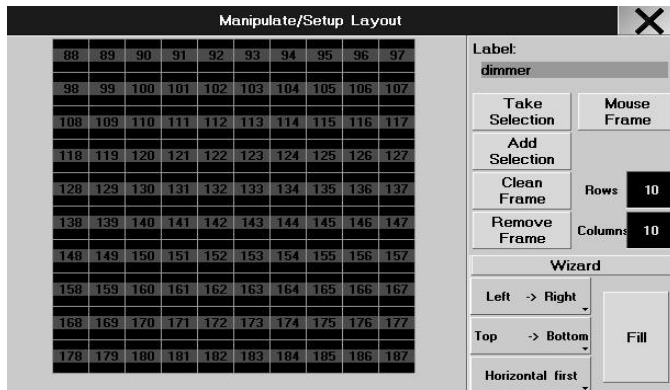 Manipulate/Setup Layout
88 89 90 91 92 93 94 95 96 97
98 99 100 101 102 103 104 105 106 107
108 109 110 111 112 113 114 115 116 117
118 119 120 121 122 123 124 125 126 127
128 129 130 131 132 133 134 135 136 137
138 139 140 141 142 143 144 145 146 147
148 149 150 151 152 153 154 155 156 157
158 159 160 161 162 163 164 165 166 167
168 169 170 171 172 173 174 175 176 177
178 179 180 181 182 183 184 185 186 187
Label:
dimmer
Take
Selection
Mouse
Frame
Add
Selection
Clean
Frame
Rows 10
Remove
Frame
Columns 10
Wizard
Left -> Right
Top -> Bottom
Horizontal first
Fill